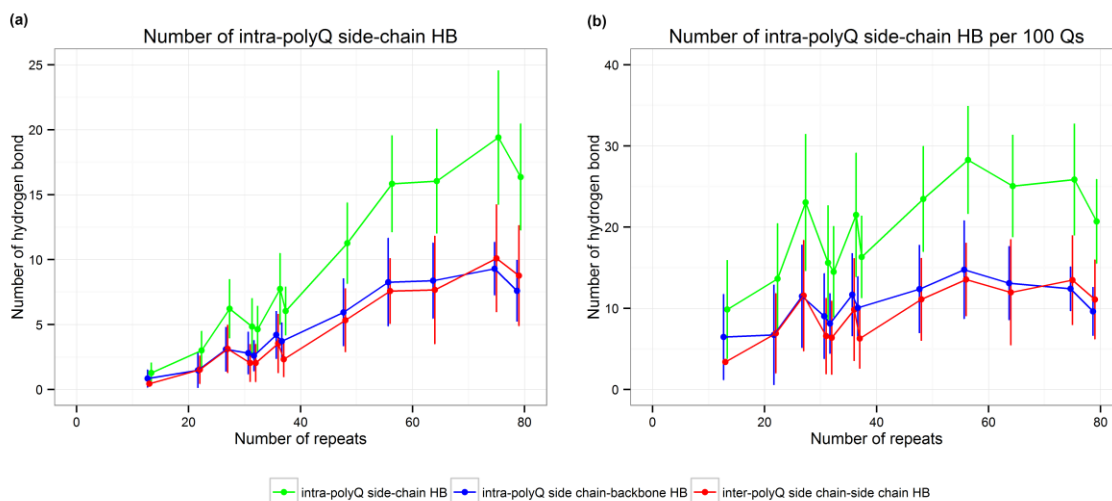 (a)
Number of intra-polyQ side-chain HB
Number of hydrogen bond
25
20
15
10
5
0
0 20 40 60 80
Number of repeats
(b)
Number of intra-polyQ side-chain HB per 100 Qs
Number of hydrogen bond
40
30
20
10
0
0 20 40 60 80
Number of repeats
intra-polyQ side-chain HB intra-polyQ side chain-backbone HB inter-polyQ side chain-side chain HB